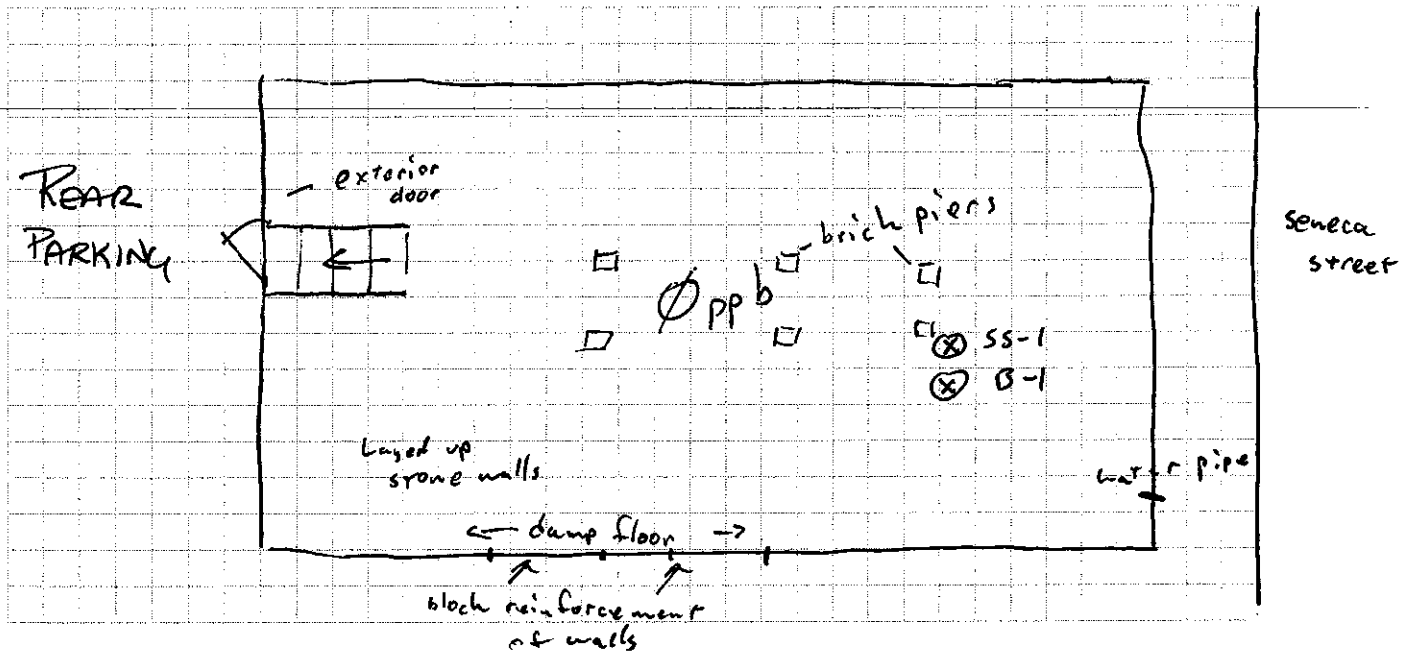 REAR
PARKING
exterior
door
brick piers
seneca
street
Ø ppb
SS-1
B-1
Layed up
stone walls
water pipe
← damp floor →
block reinforcement
of walls